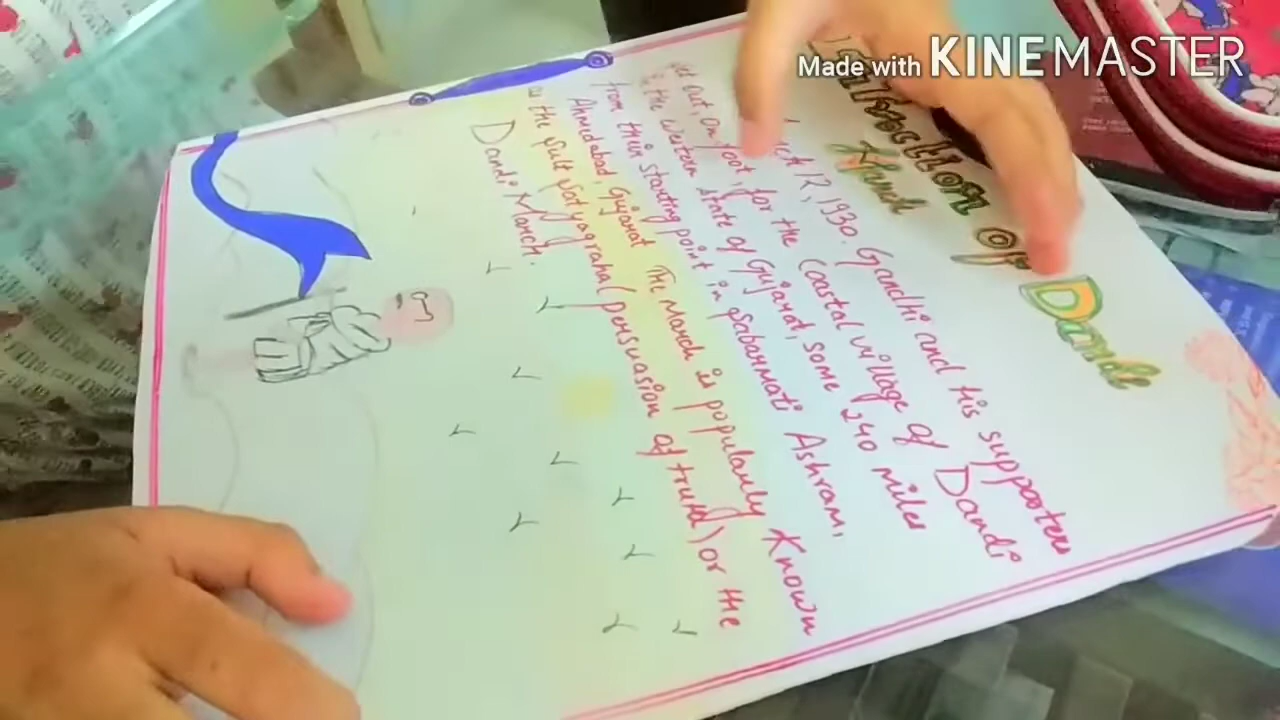 Made with KINEMASTER
of Dandi
March
12, 1930. Gandhi and His supporters
set out, on foot, for the Coastal village of Dandi
the western state of Gujarat, some 240 miles
from their starting point in Sabarmati Ashram,
Ahmedabad, Gujarat The March is popularly Known
as the Salt Satyagraha (persuasion of truth) or the
Dandi March.